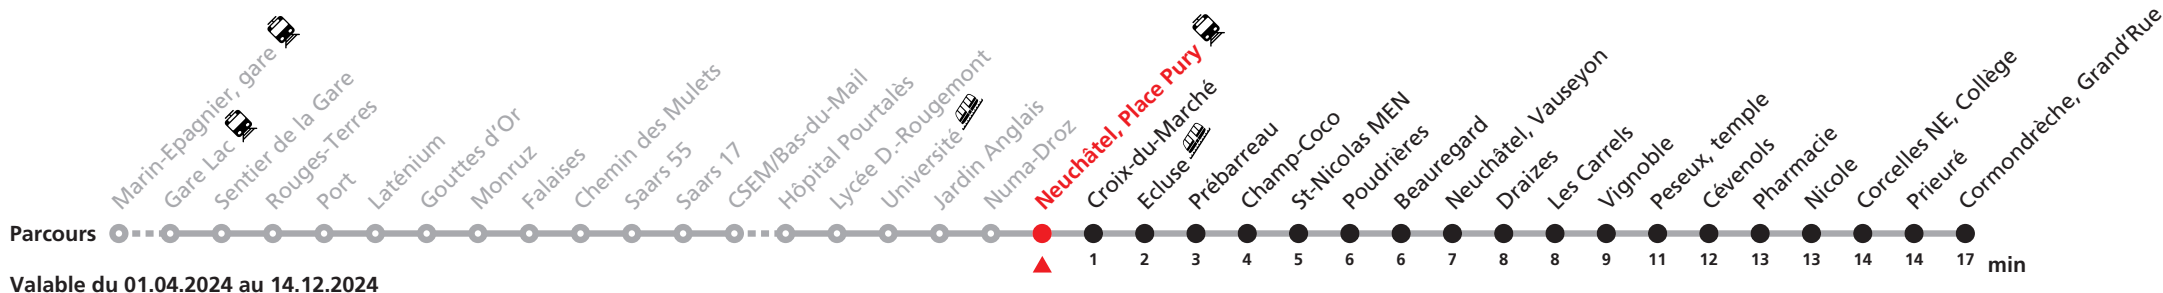 Marin-Epagnier, gare
Gare Lac
Sentier de la Gare
Rouges-Terres
Port
Laténium
Gouttes d'Or
Monruz
Falaises
Chemin des Mulets
Saars 55
Saars 17
CSEM/Bas-du-Mail
Hôpital Pourtalès
Lycée D.-Rougemont
Université
Jardin Anglais
Numa-Droz
Neuchâtel, Place Pury
Croix-du-Marché
Ecluse
Prébarreau
Champ-Coco
St-Nicolas MEN
Poudrières
Beauregard
Neuchâtel, Vauseyon
Draizes
Les Carrels
Vignoble
Peseux, temple
Cévenols
Pharmacie
Nicole
Corcelles NE, Collège
Prieuré
Cormondrèche, Grand'Rue
Parcours
1 2 3 4 5 6 6 7 8 8 9 11 12 13 13 14 14 17 min
Valable du 01.04.2024 au 14.12.2024